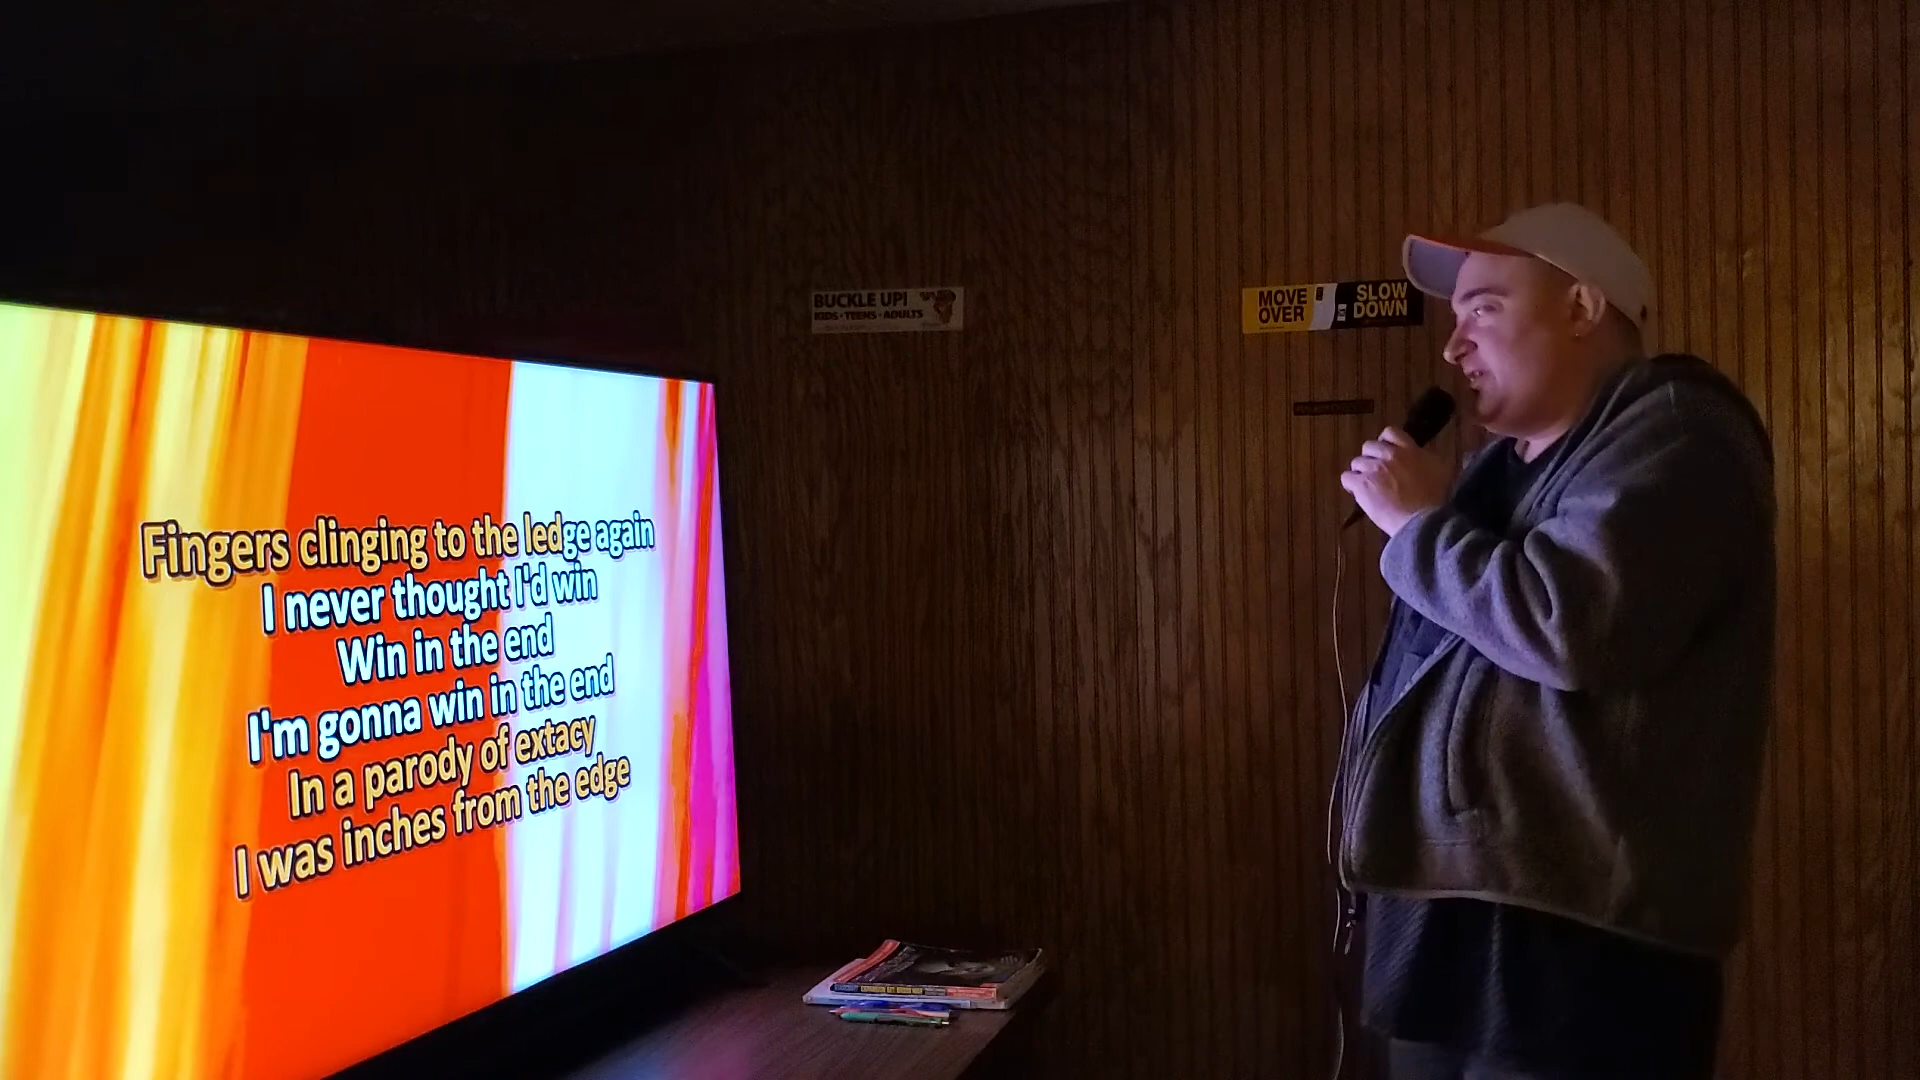 BUCKLE UP!
KIDS • TEENS • ADULTS
MOVE OVER
SLOW DOWN
Fingers clinging to the ledge again
I never thought I'd win
Win in the end
I'm gonna win in the end
In a parody of extacy
I was inches from the edge